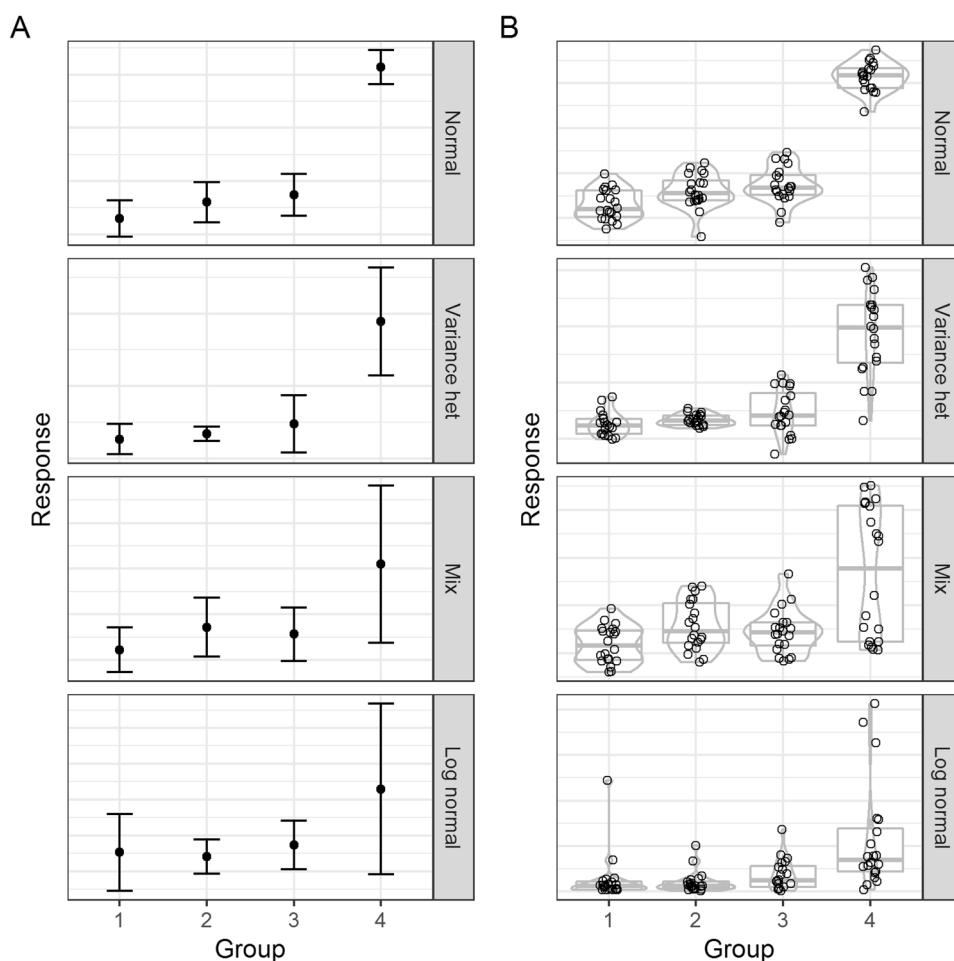 A
B
Normal
Normal
Variance het
Variance het
Response
Response
Mix
Mix
Log normal
Log normal
1 2 3 4
1 2 3 4
Group
Group